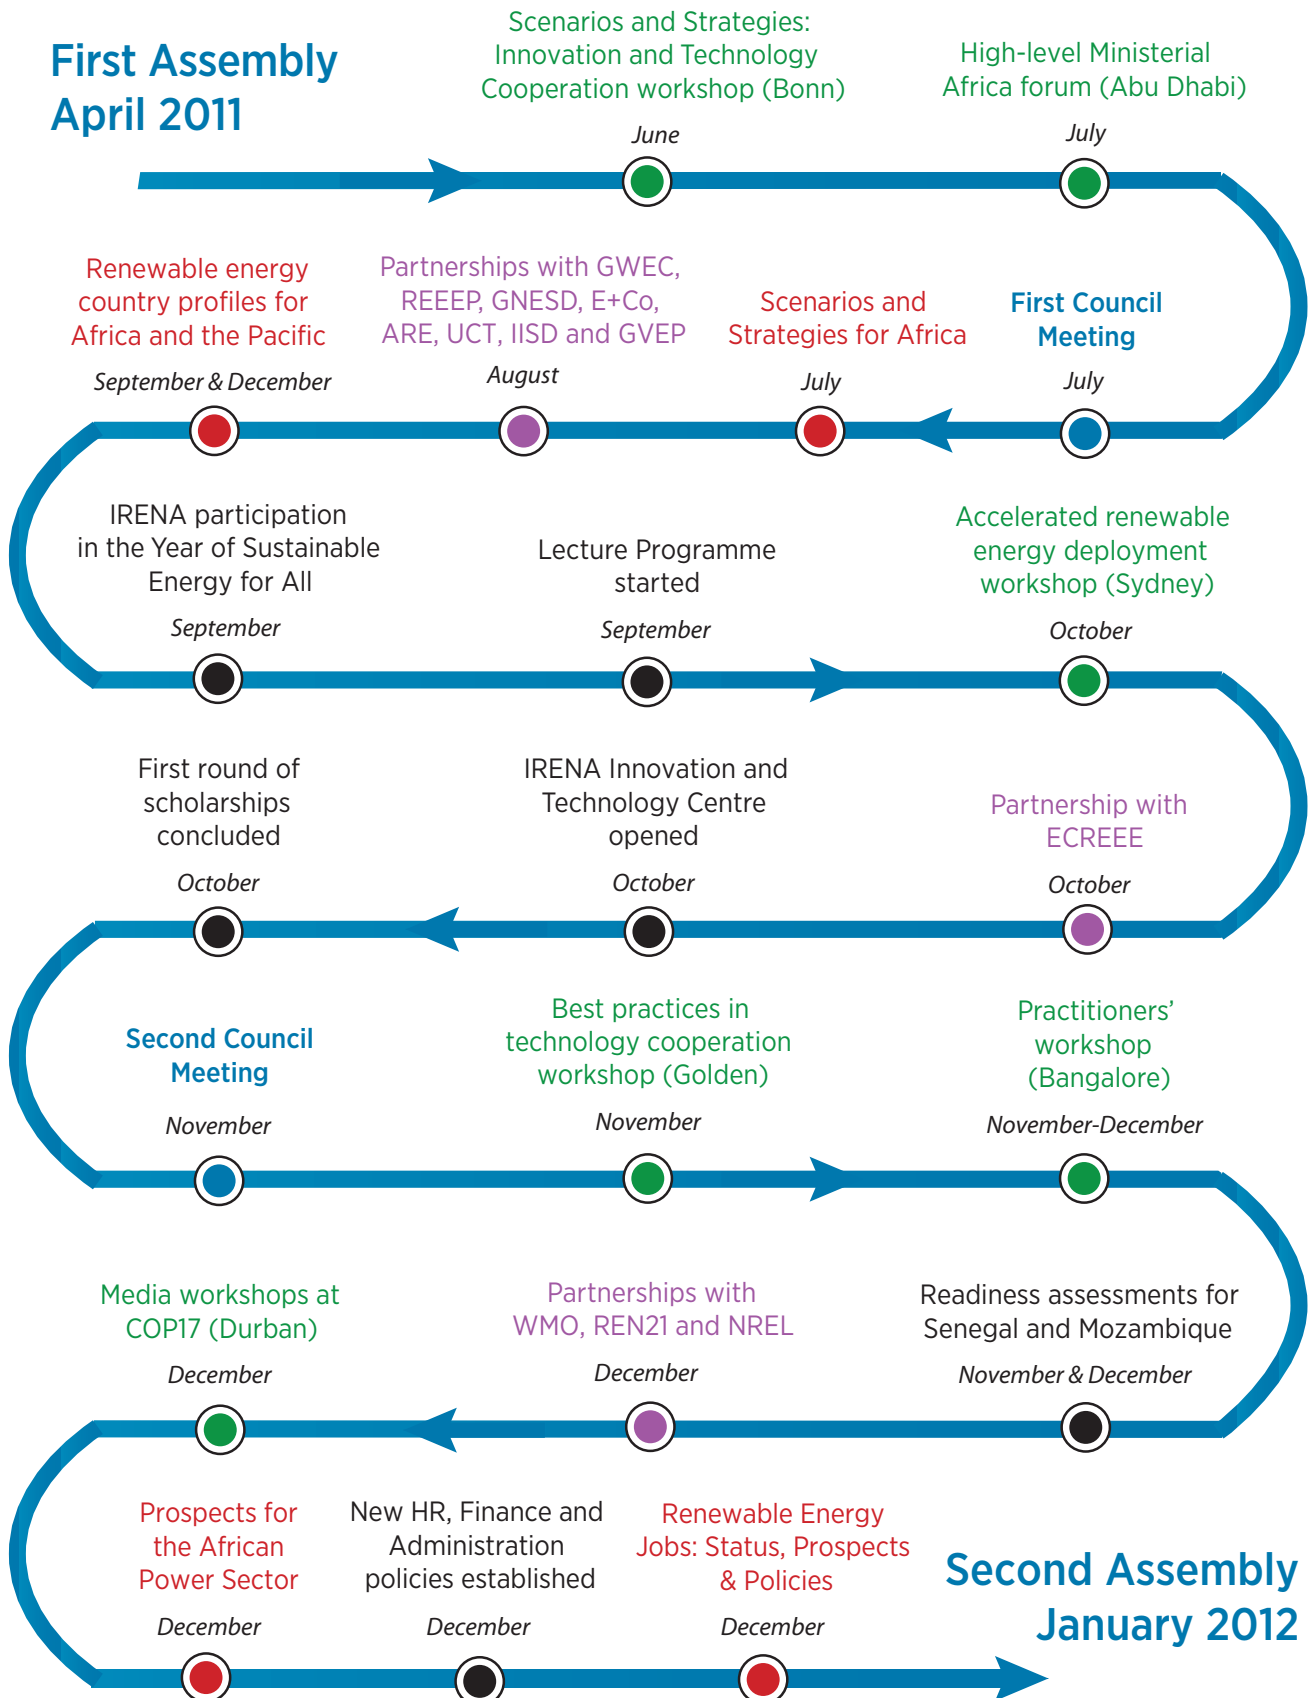 First Assembly
April 2011
Scenarios and Strategies:
Innovation and Technology
Cooperation workshop (Bonn)
June
High-level Ministerial
Africa forum (Abu Dhabi)
July
Renewable energy
country profiles for
Africa and the Pacific
September & December
Partnerships with GWEC,
REEEP, GNESD, E+Co,
ARE, UCT, IISD and GVEP
August
Scenarios and
Strategies for Africa
July
First Council
Meeting
July
IRENA participation
in the Year of Sustainable
Energy for All
September
Lecture Programme
started
September
Accelerated renewable
energy deployment
workshop (Sydney)
October
First round of
scholarships
concluded
October
IRENA Innovation and
Technology Centre
opened
October
Partnership with
ECREEE
October
Second Council
Meeting
November
Best practices in
technology cooperation
workshop (Golden)
November
Practitioners'
workshop
(Bangalore)
November-December
Media workshops at
COP17 (Durban)
December
Partnerships with
WMO, REN21 and NREL
December
Readiness assessments for
Senegal and Mozambique
November & December
Prospects for
the African
Power Sector
December
New HR, Finance and
Administration
policies established
December
Renewable Energy
Jobs: Status, Prospects
& Policies
December
Second Assembly
January 2012